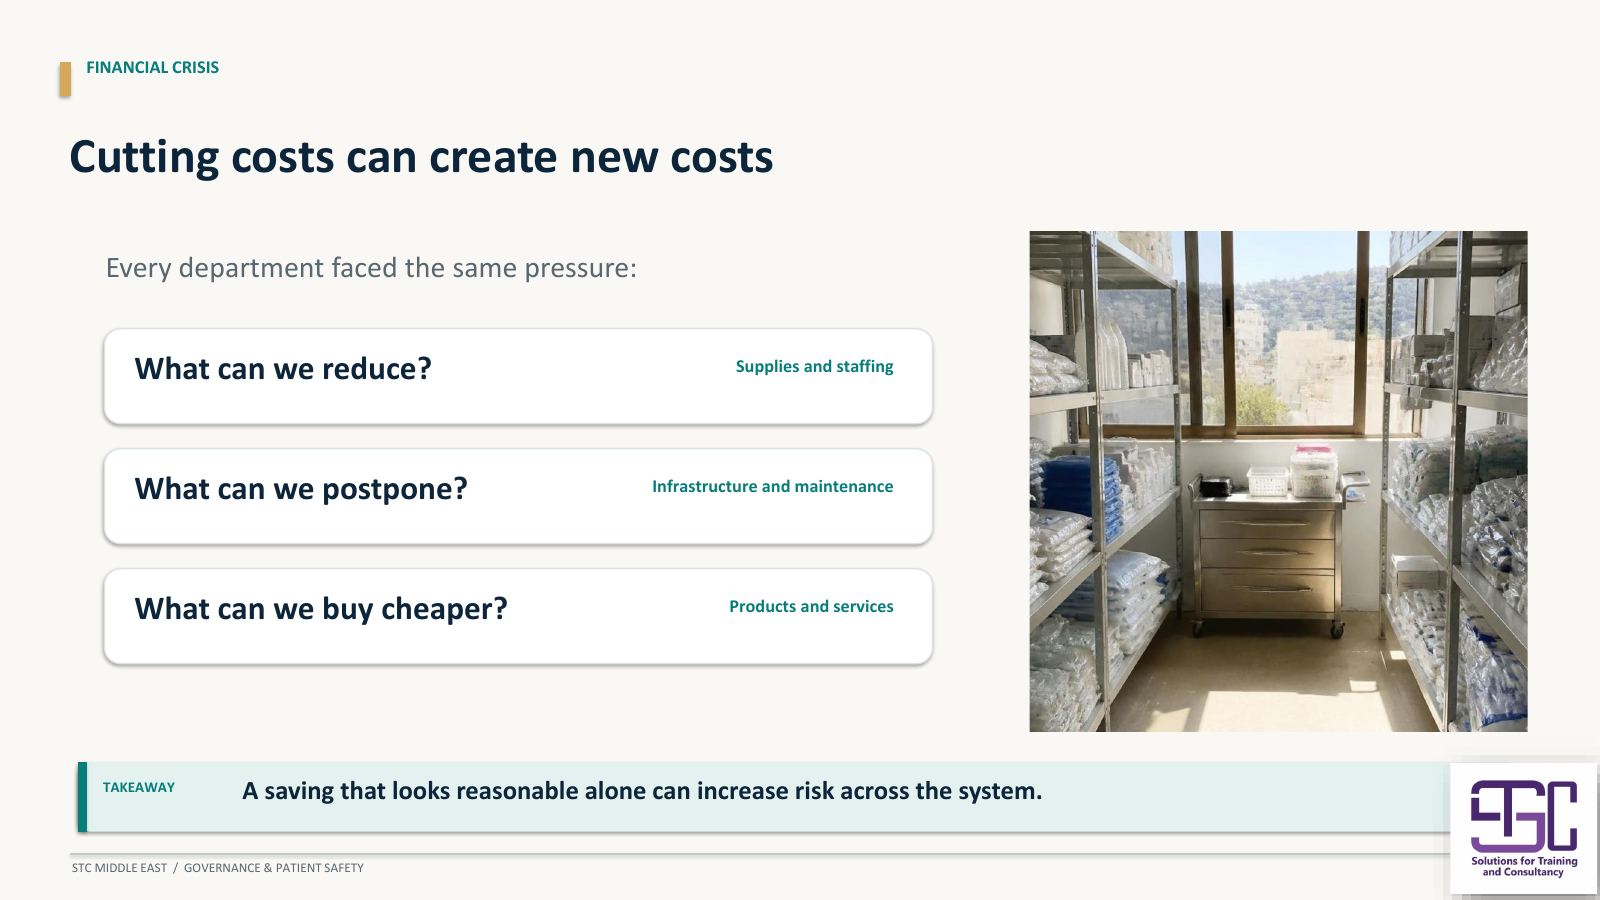 FINANCIAL CRISIS
Cutting costs can create new costs
Every department faced the same pressure:
What can we reduce?
Supplies and staffing
What can we postpone?
Infrastructure and maintenance
What can we buy cheaper?
Products and services
TAKEAWAY
A saving that looks reasonable alone can increase risk across the system.
STC MIDDLE EAST / GOVERNANCE & PATIENT SAFETY
STC
Solutions for Training
and Consultancy